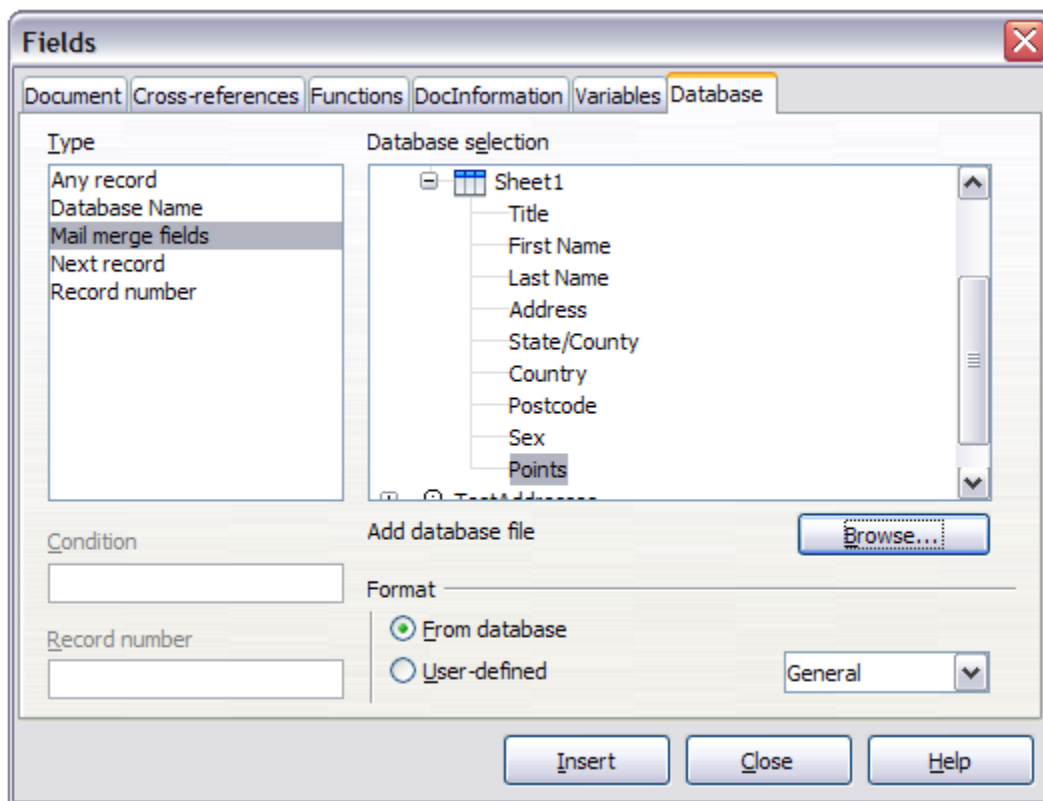 Fields
Document Cross-references Functions DocInformation Variables Database
Type
Any record
Database Name
Mail merge fields
Next record
Record number
Condition
Record number
Database selection
Sheet1
Title
First Name
Last Name
Address
State/County
Country
Postcode
Sex
Points
TestAddresses
Add database file
Browse...
Format
From database
User-defined
General
Insert Close Help